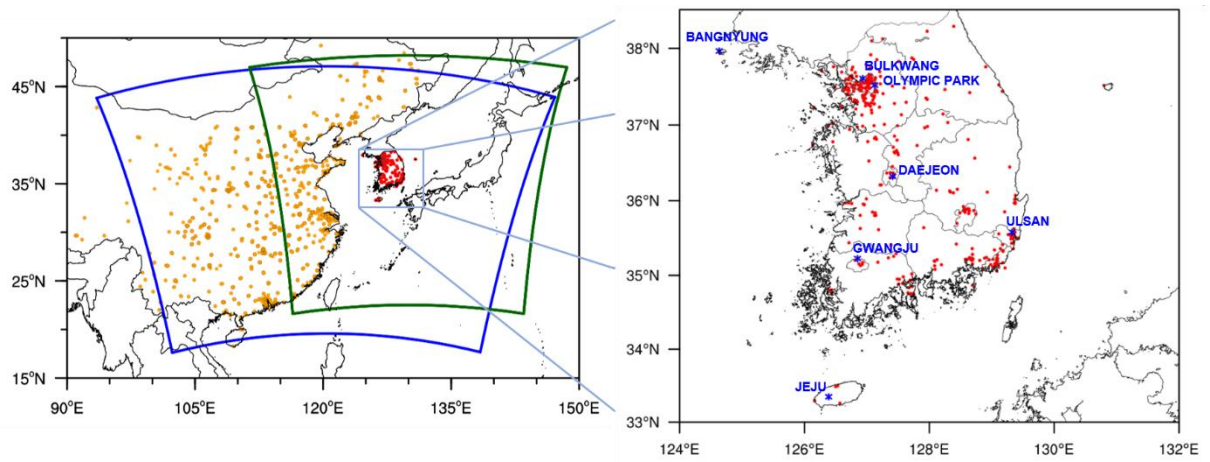 45°N
35°N
25°N
15°N
90°E
105°E
120°E
135°E
150°E
38°N
37°N
36°N
35°N
34°N
33°N
124°E
126°E
128°E
130°E
132°E
BANGNYUNG
BULKWANG
OLYMPIC PARK
DAEJEON
ULSAN
GWANGJU
JEJU